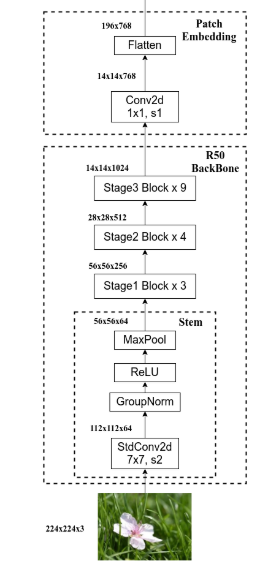 196x768
Patch
Embedding
Flatten
14x14x768
Conv2d
1x1, s1
R50
BackBone
14x14x1024
Stage3 Block x 9
28x28x512
Stage2 Block x 4
56x56x256
Stage1 Block x 3
56x56x64
Stem
MaxPool
ReLU
GroupNorm
112x112x64
StdConv2d
7x7, s2
224x224x3